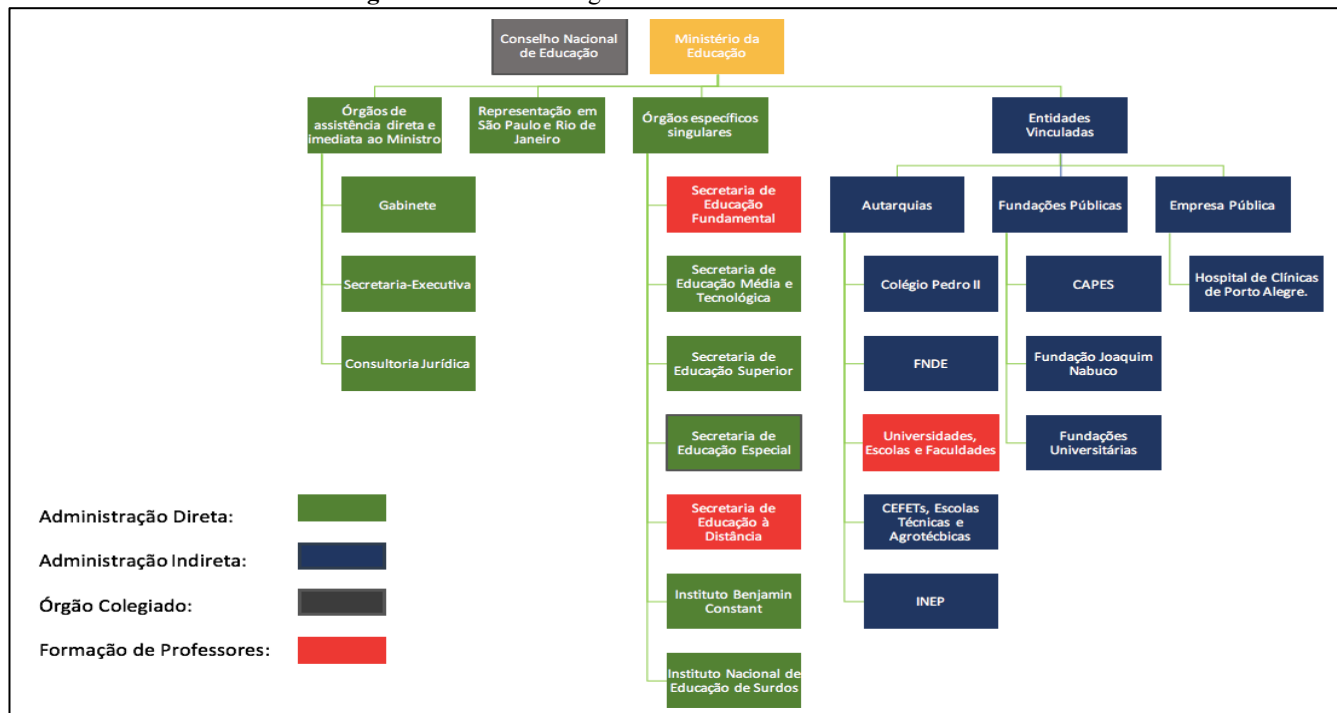 Conselho Nacional
de Educação
Ministério da
Educação
Órgãos de
assistência direta e
imediata ao Ministro
Representação em
São Paulo e Rio de
Janeiro
Órgãos específicos
singulares
Entidades
Vinculadas
Gabinete
Secretaria-Executiva
Consultoria Jurídica
Secretaria de
Educação
Fundamental
Secretaria de
Educação Média e
Tecnológica
Secretaria de
Educação Superior
Secretaria de
Educação Especial
Secretaria de
Educação à
Distância
Instituto Benjamin
Constant
Instituto Nacional de
Educação de Surdos
Autarquias
Colégio Pedro II
FNDE
Universidades,
Escolas e Faculdades
CEFETs, Escolas
Técnicas e
Agrotécbicas
INEP
Fundações Públicas
CAPES
Fundação Joaquim
Nabuco
Fundações
Universitárias
Empresa Pública
Hospital de Clínicas
de Porto Alegre.
Administração Direta:
Administração Indireta:
Órgão Colegiado:
Formação de Professores: